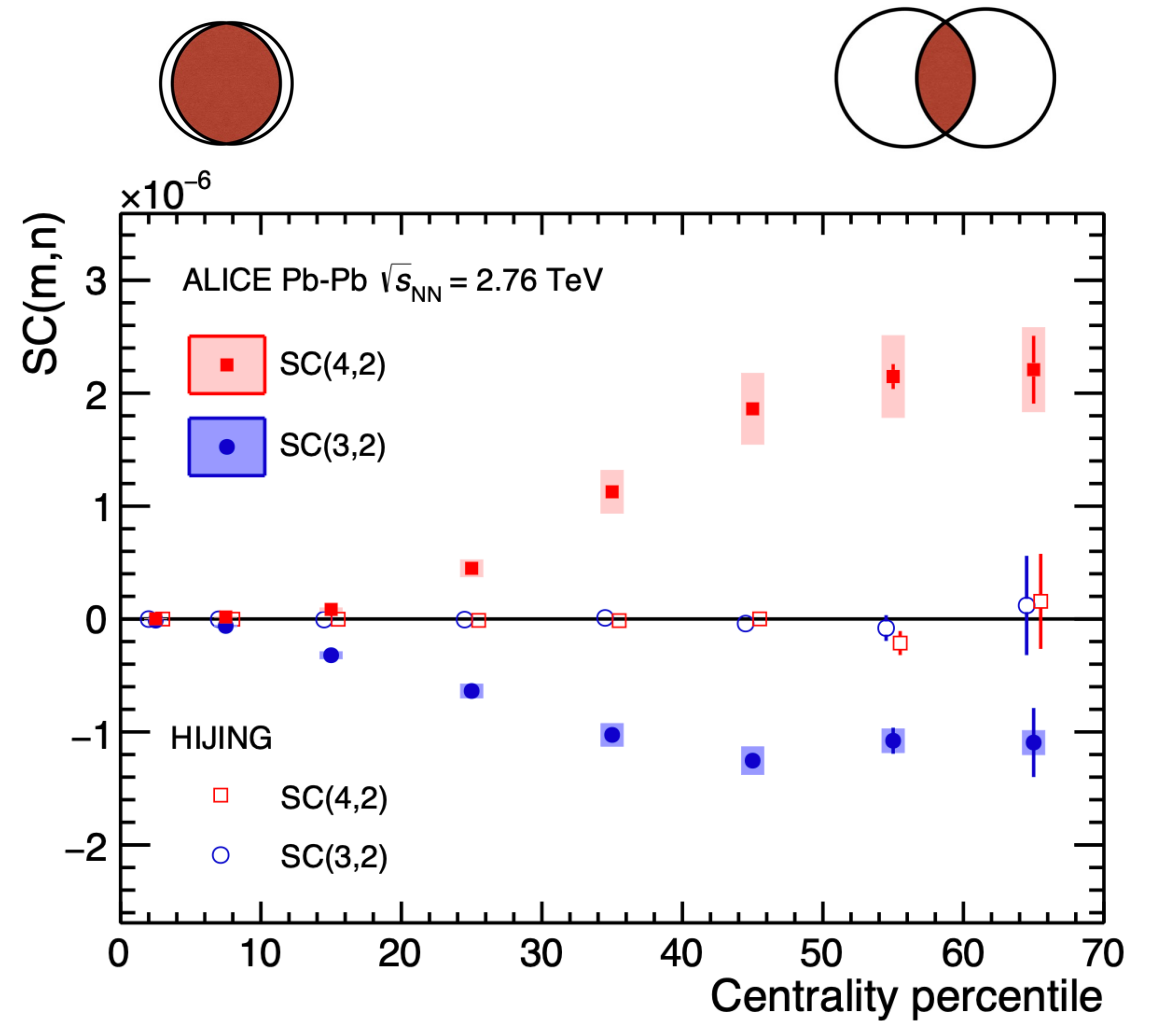 ×10⁻⁶
SC(m,n)
ALICE Pb-Pb √sNN = 2.76 TeV
SC(4,2)
SC(3,2)
3
2
1
0
−1
−2
HIJING
SC(4,2)
SC(3,2)
0 10 20 30 40 50 60 70
Centrality percentile